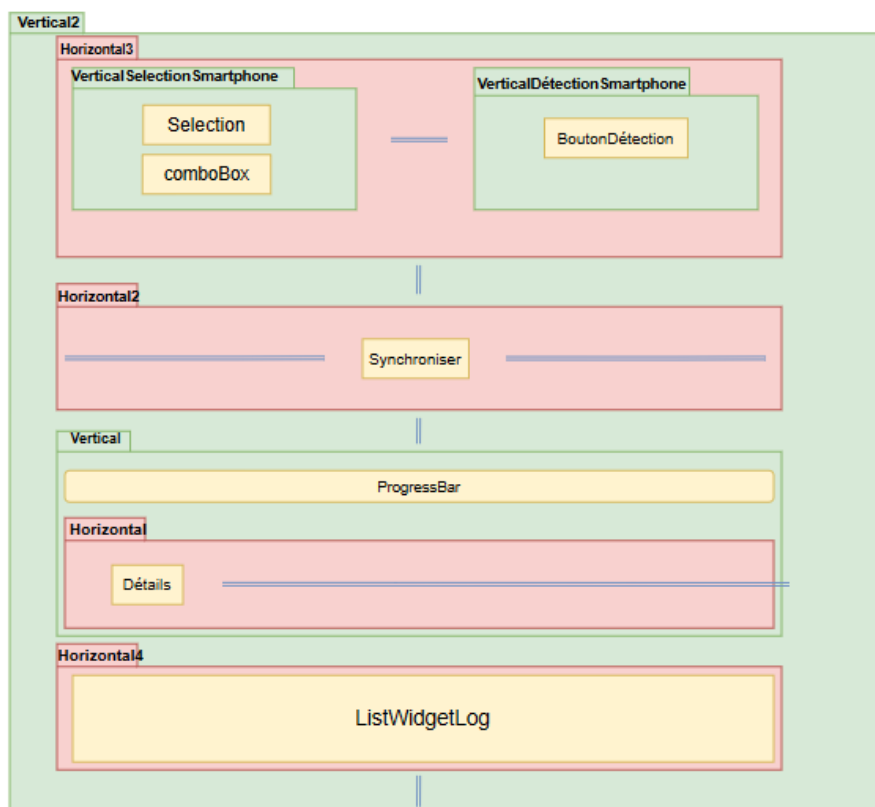 Vertical2
Horizontal3
VerticalSelectionSmartphone
VerticalDétectionSmartphone
Selection
BoutonDétection
comboBox
Horizontal2
Synchroniser
Vertical
ProgressBar
Horizontal
Détails
Horizontal4
ListWidgetLog